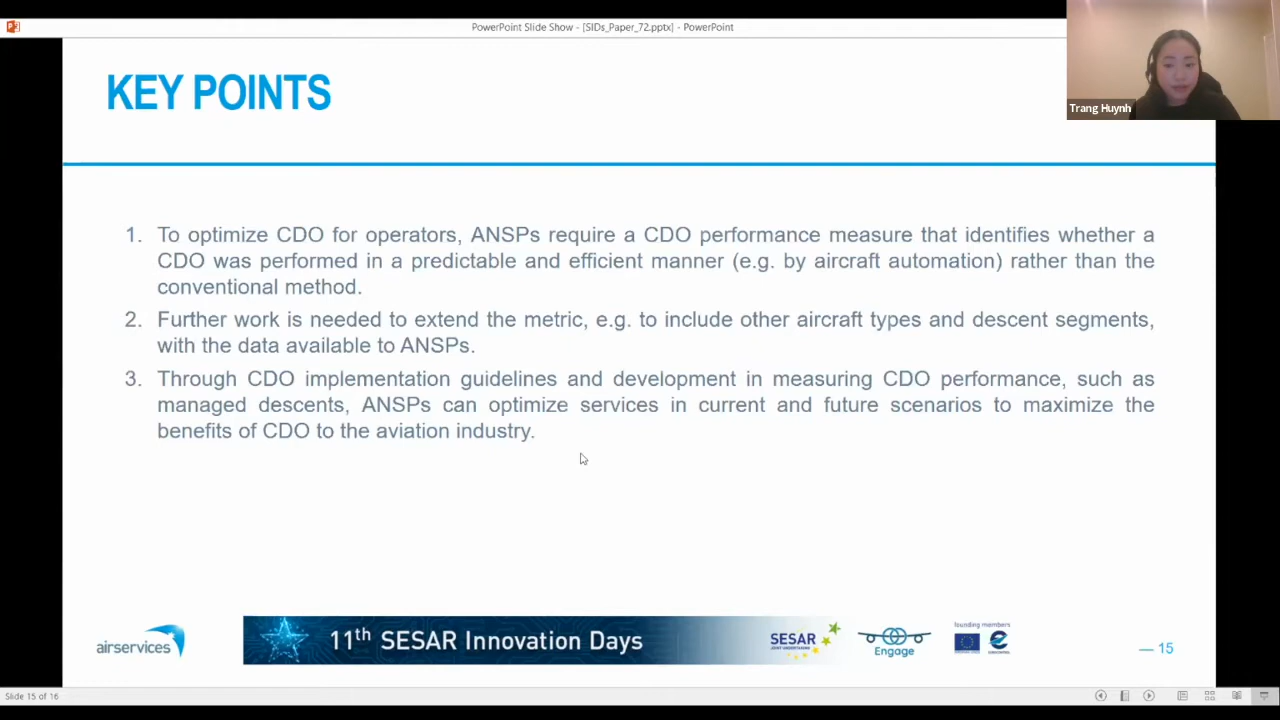 PowerPoint Slide Show - [SIDs_Paper_72.pptx] - PowerPoint
Trang Huynh
KEY POINTS
1. To optimize CDO for operators, ANSPs require a CDO performance measure that identifies whether a
CDO was performed in a predictable and efficient manner (e.g. by aircraft automation) rather than the
conventional method.
2. Further work is needed to extend the metric, e.g. to include other aircraft types and descent segments,
with the data available to ANSPs.
3. Through CDO implementation guidelines and development in measuring CDO performance, such as
managed descents, ANSPs can optimize services in current and future scenarios to maximize the
benefits of CDO to the aviation industry.
airservices
11th SESAR Innovation Days
SESAR
JOINT UNDERTAKING
Engage
founding members
— 15
Slide 15 of 16